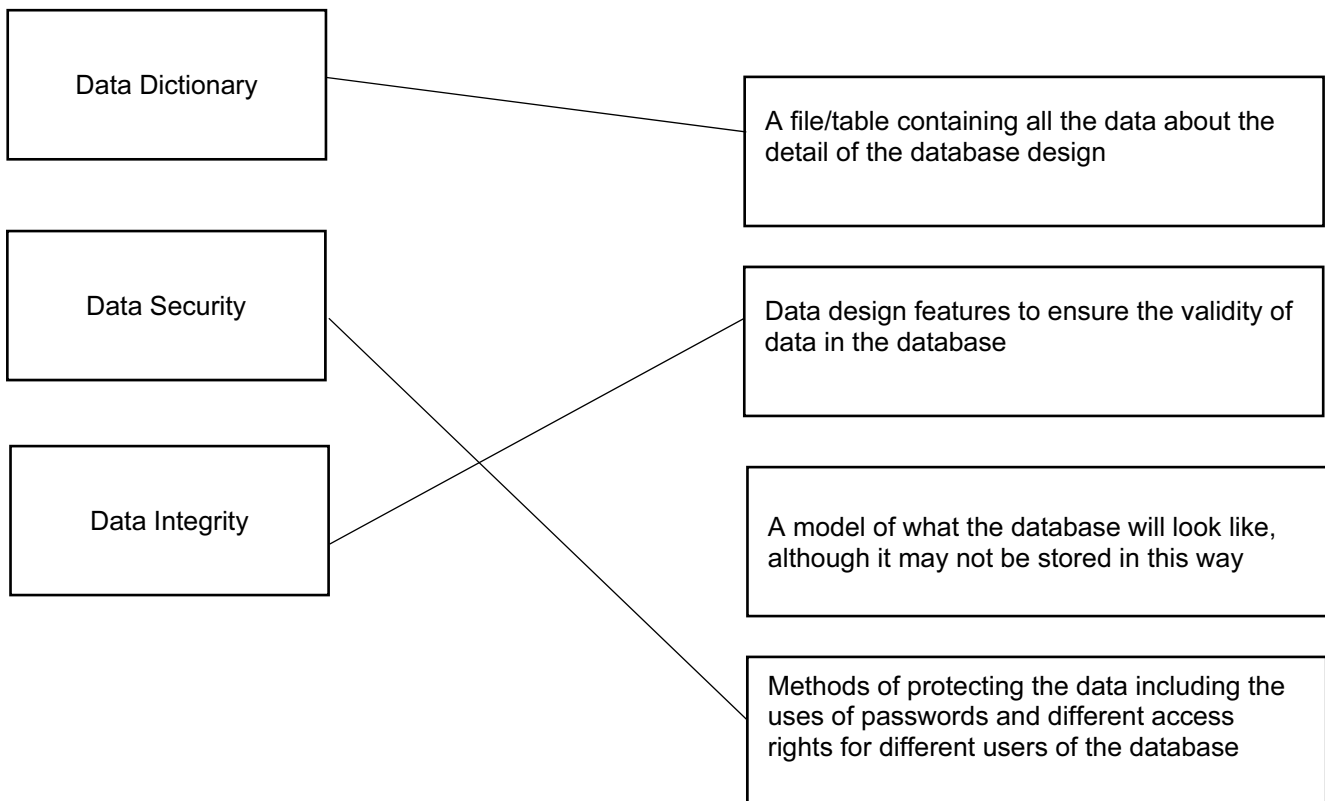 Data Dictionary
A file/table containing all the data about the
detail of the database design
Data Security
Data design features to ensure the validity of
data in the database
Data Integrity
A model of what the database will look like,
although it may not be stored in this way
Methods of protecting the data including the
uses of passwords and different access
rights for different users of the database